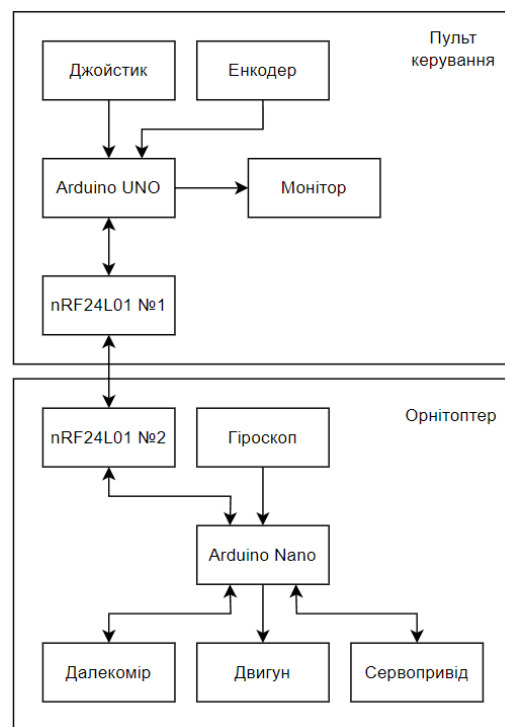 Пульт
керування
Джойстик
Енкодер
Arduino UNO
Монітор
nRF24L01 №1
Орнітоптер
nRF24L01 №2
Гіроскоп
Arduino Nano
Далекомір
Двигун
Сервопривід